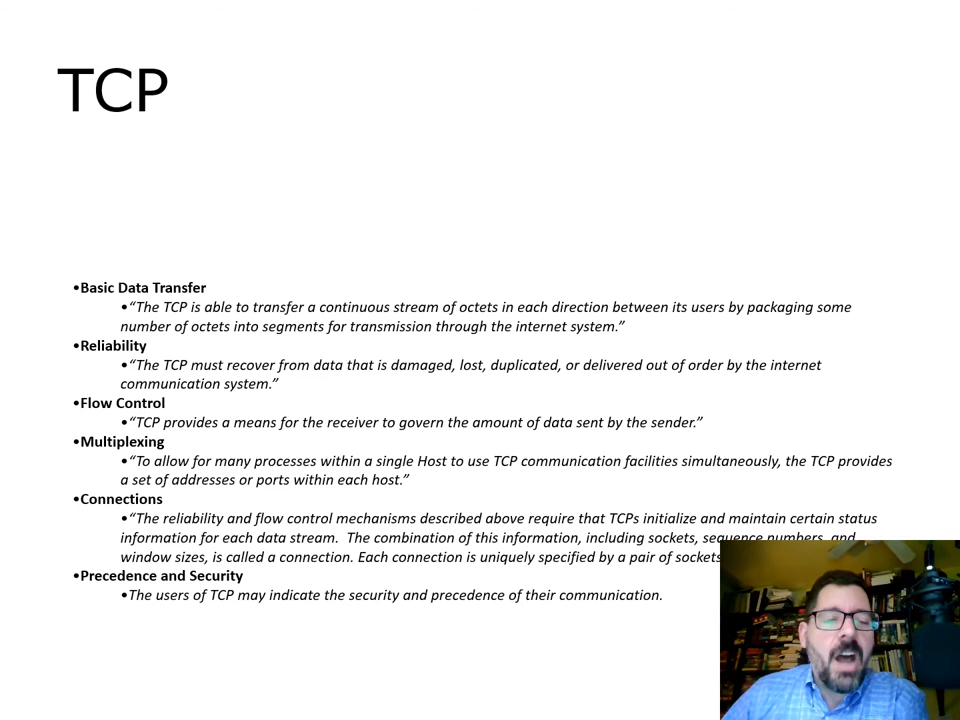 TCP
•Basic Data Transfer
•“The TCP is able to transfer a continuous stream of octets in each direction between its users by packaging some
number of octets into segments for transmission through the internet system.”
•Reliability
•“The TCP must recover from data that is damaged, lost, duplicated, or delivered out of order by the internet
communication system.”
•Flow Control
•“TCP provides a means for the receiver to govern the amount of data sent by the sender.”
•Multiplexing
•“To allow for many processes within a single Host to use TCP communication facilities simultaneously, the TCP provides
a set of addresses or ports within each host.”
•Connections
•“The reliability and flow control mechanisms described above require that TCPs initialize and maintain certain status
information for each data stream.  The combination of this information, including sockets, sequence numbers, and
window sizes, is called a connection. Each connection is uniquely specified by a pair of sockets
•Precedence and Security
•The users of TCP may indicate the security and precedence of their communication.